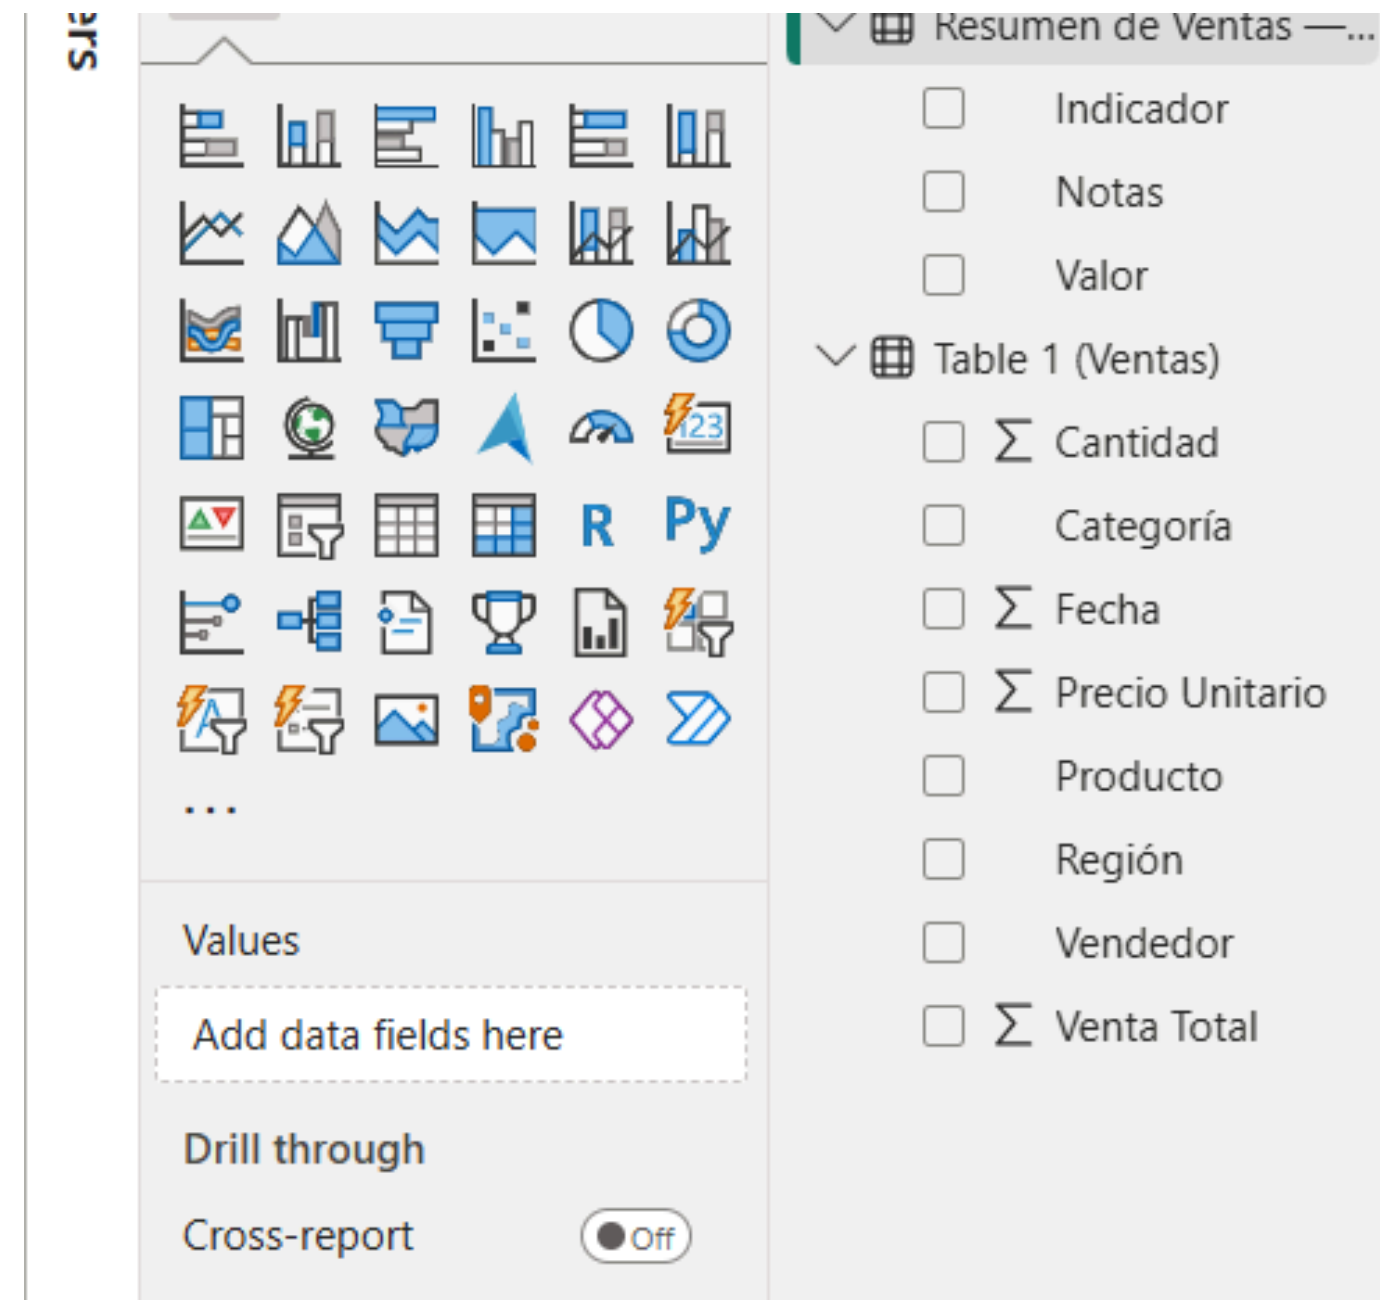 ers
123
R
Py
A
...
Values
Add data fields here
Drill through
Cross-report
Off
Resumen de Ventas —...
Indicador
Notas
Valor
Table 1 (Ventas)
Σ Cantidad
Categoría
Σ Fecha
Σ Precio Unitario
Producto
Región
Vendedor
Σ Venta Total